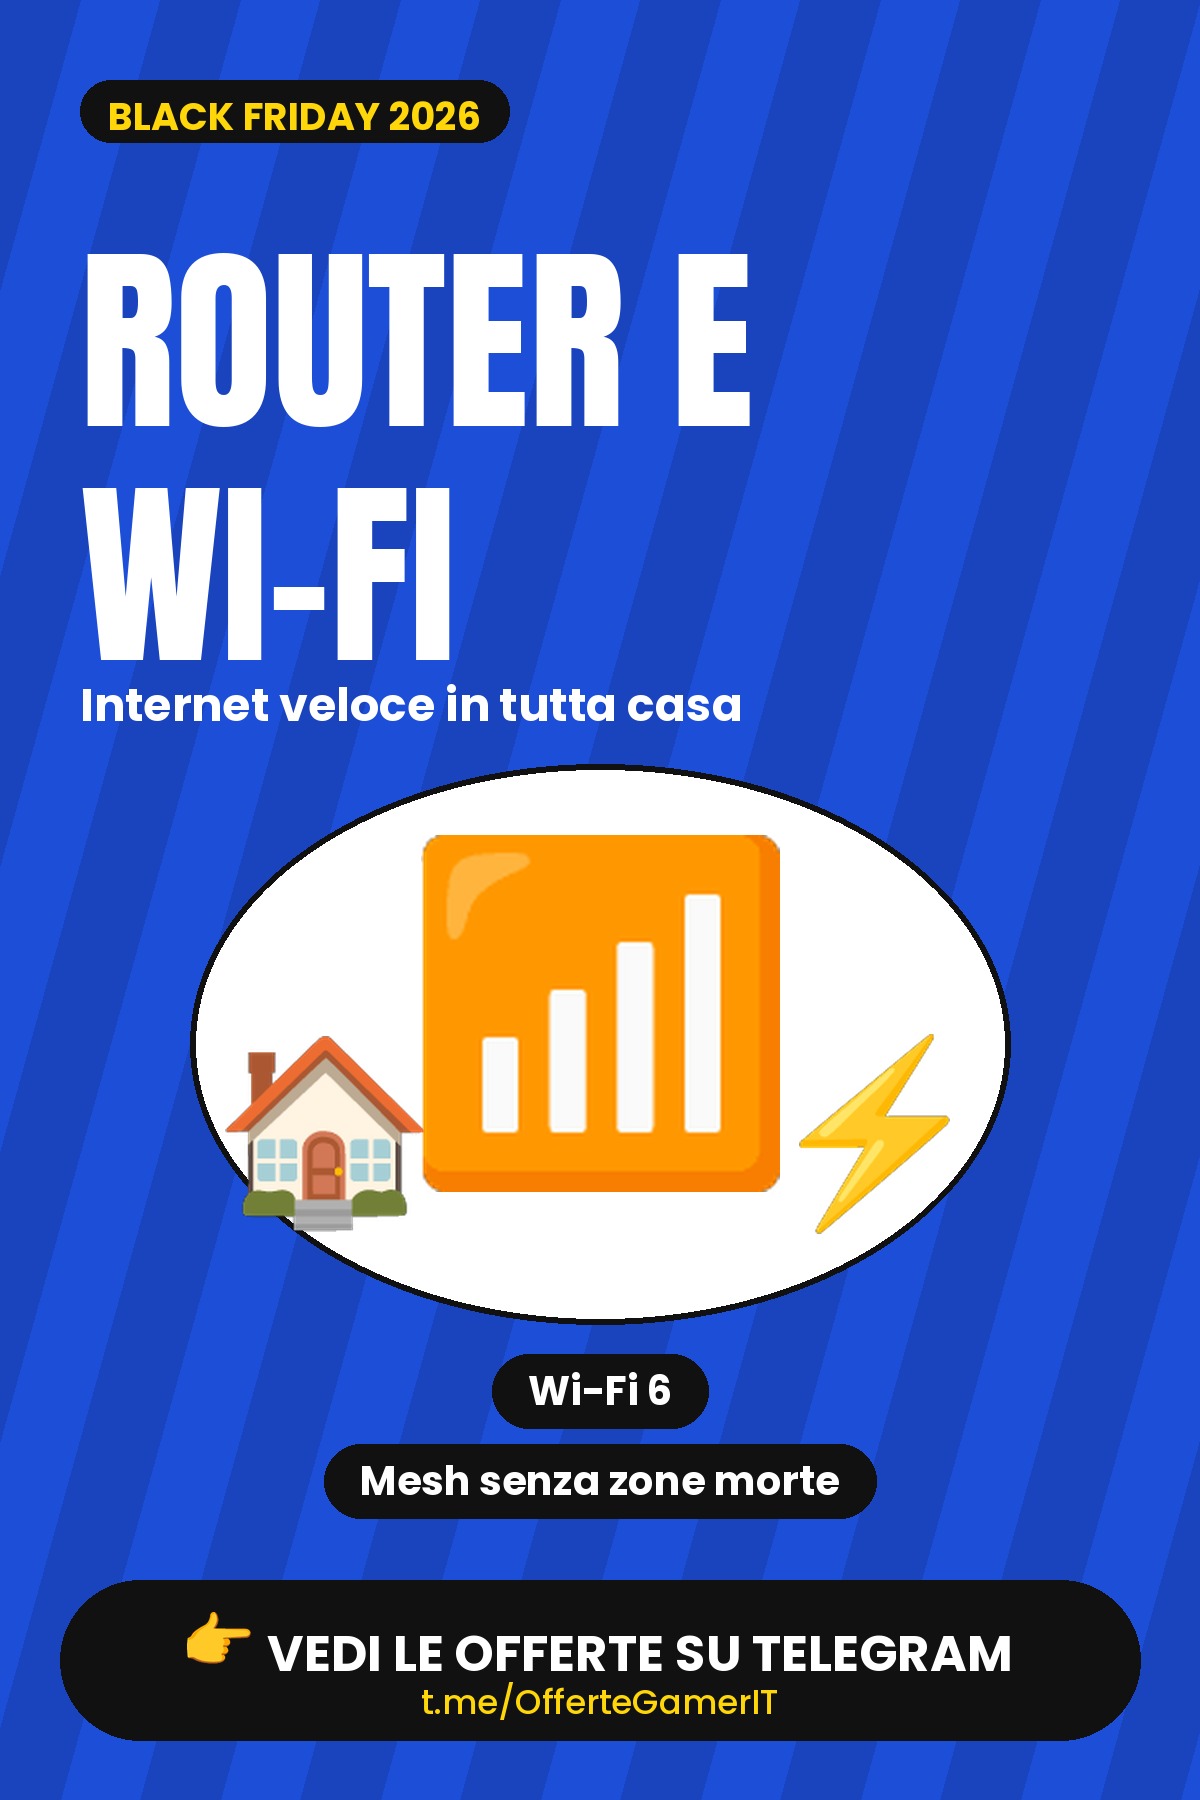 BLACK FRIDAY 2026
ROUTER E
WI-FI
Internet veloce in tutta casa
Wi-Fi 6
Mesh senza zone morte
VEDI LE OFFERTE SU TELEGRAM
t.me/OfferteGamerIT